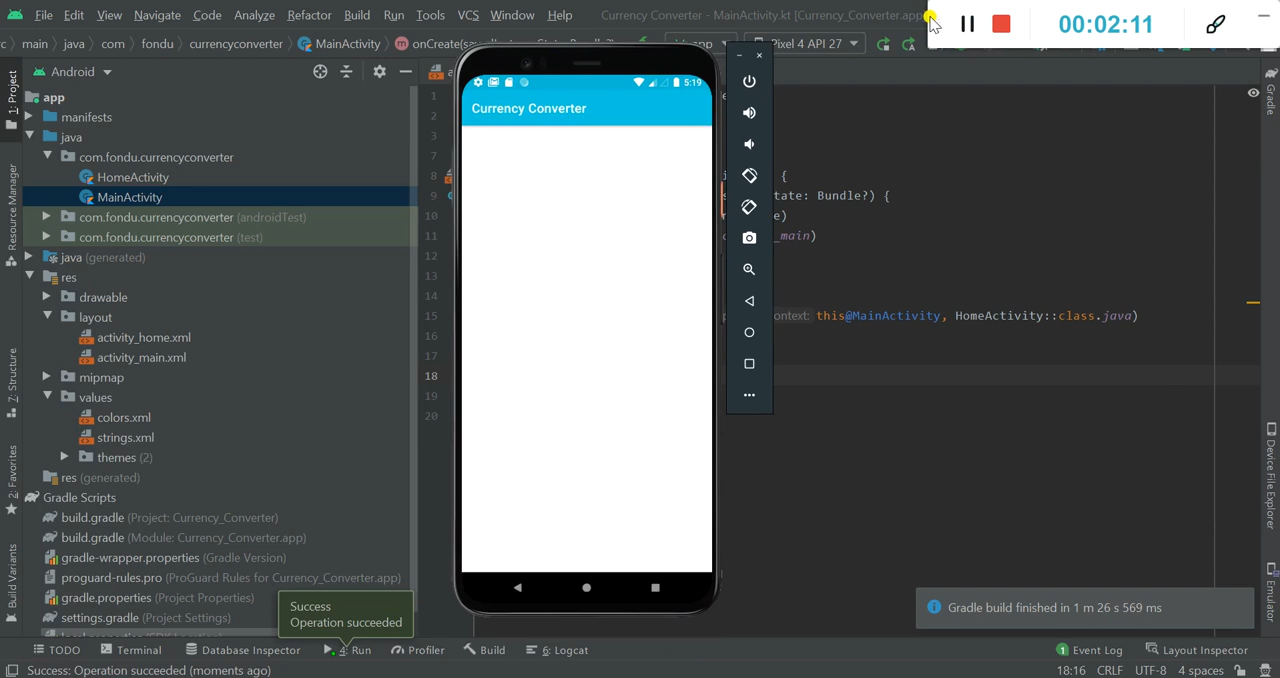 File Edit View Navigate Code Analyze Refactor Build Run Tools VCS Window Help Currency Converter - MainActivity.kt [Currency_Converter.app]
00:02:11
main java com fondu currencyconverter MainActivity onCreate(sav Pixel 4 API 27
Android
1: Project
Resource Manager
7: Structure
2: Favorites
Build Variants
app
manifests
java
com.fondu.currencyconverter
HomeActivity
MainActivity
com.fondu.currencyconverter (androidTest)
com.fondu.currencyconverter (test)
java (generated)
res
drawable
layout
activity_home.xml
activity_main.xml
mipmap
values
colors.xml
strings.xml
themes (2)
res (generated)
Gradle Scripts
build.gradle (Project: Currency_Converter)
build.gradle (Module: Currency_Converter.app)
gradle-wrapper.properties (Gradle Version)
proguard-rules.pro (ProGuard Rules for Currency_Converter.app)
gradle.properties (Project Properties)
settings.gradle (Project Settings)
1
2
3
7
8 {
9 tate: Bundle?) {
10 e)
11 _main)
12
13
14
15 context: this@MainActivity, HomeActivity::class.java)
16
17
18
19
20
5:19
Currency Converter
Success
Operation succeeded
Gradle build finished in 1 m 26 s 569 ms
Gradle
Device File Explorer
Emulator
TODO Terminal Database Inspector 4: Run Profiler Build 6: Logcat 1 Event Log Layout Inspector
Success: Operation succeeded (moments ago) 18:16 CRLF UTF-8 4 spaces